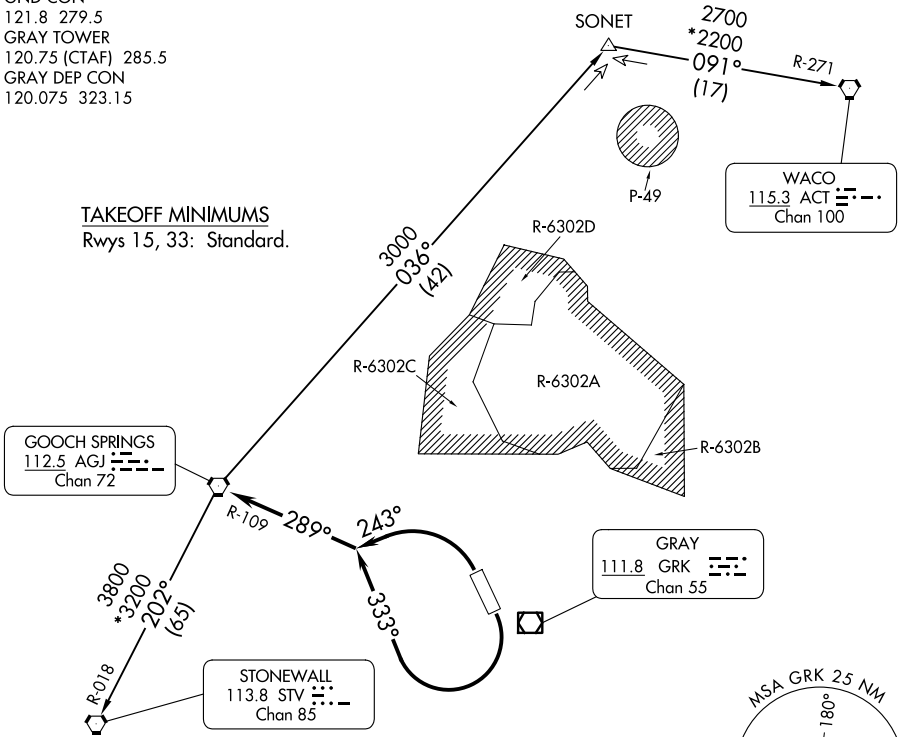 GND CON
121.8 279.5
GRAY TOWER
120.75 (CTAF) 285.5
GRAY DEP CON
120.075 323.15
SONET
2700
*2200
091°
(17)
R-271
P-49
WACO
115.3 ACT
Chan 100
TAKEOFF MINIMUMS
Rwys 15, 33: Standard.
3000
036°
(42)
R-6302D
R-6302C
R-6302A
R-6302B
GOOCH SPRINGS
112.5 AGJ
Chan 72
R-109
289°
243°
333°
GRAY
111.8 GRK
Chan 55
3800
*3200
202°
(65)
R-018
STONEWALL
113.8 STV
Chan 85
MSA GRK 25 NM
180°